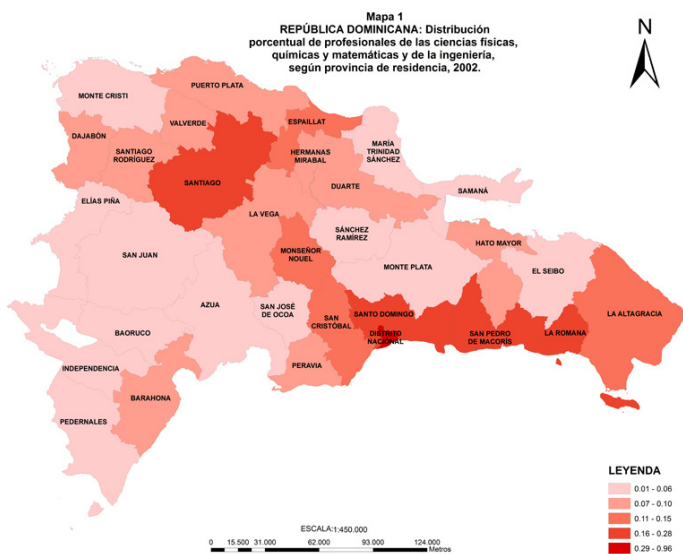 Mapa 1
REPÚBLICA DOMINICANA: Distribución
porcentual de profesionales de las ciencias físicas,
químicas y matemáticas y de la ingeniería,
según provincia de residencia, 2002.
N
PUERTO PLATA
MONTE CRISTI
ESPAILLAT
VALVERDE
DAJABÓN
MARÍA
TRINIDAD
SÁNCHEZ
SANTIAGO
RODRÍGUEZ
HERMANAS
MIRABAL
SANTIAGO
DUARTE
SAMANÁ
ELÍAS PIÑA
LA VEGA
SÁNCHEZ
RAMÍREZ
HATO MAYOR
SAN JUAN
MONSEÑOR
NOUEL
MONTE PLATA
EL SEIBO
AZUA
SAN JOSÉ
DE OCOA
SAN
CRISTÓBAL
SANTO DOMINGO
LA ALTAGRACIA
BAORUCO
DISTRITO
NACIONAL
SAN PEDRO
DE MACORÍS
LA ROMANA
INDEPENDENCIA
PERAVIA
BARAHONA
PEDERNALES
LEYENDA
0.01 - 0.06
0.07 - 0.10
0.11 - 0.15
0.16 - 0.28
0.29 - 0.96
ESCALA:1:450.000
0 15.500 31.000 62.000 93.000 124.000
Metros